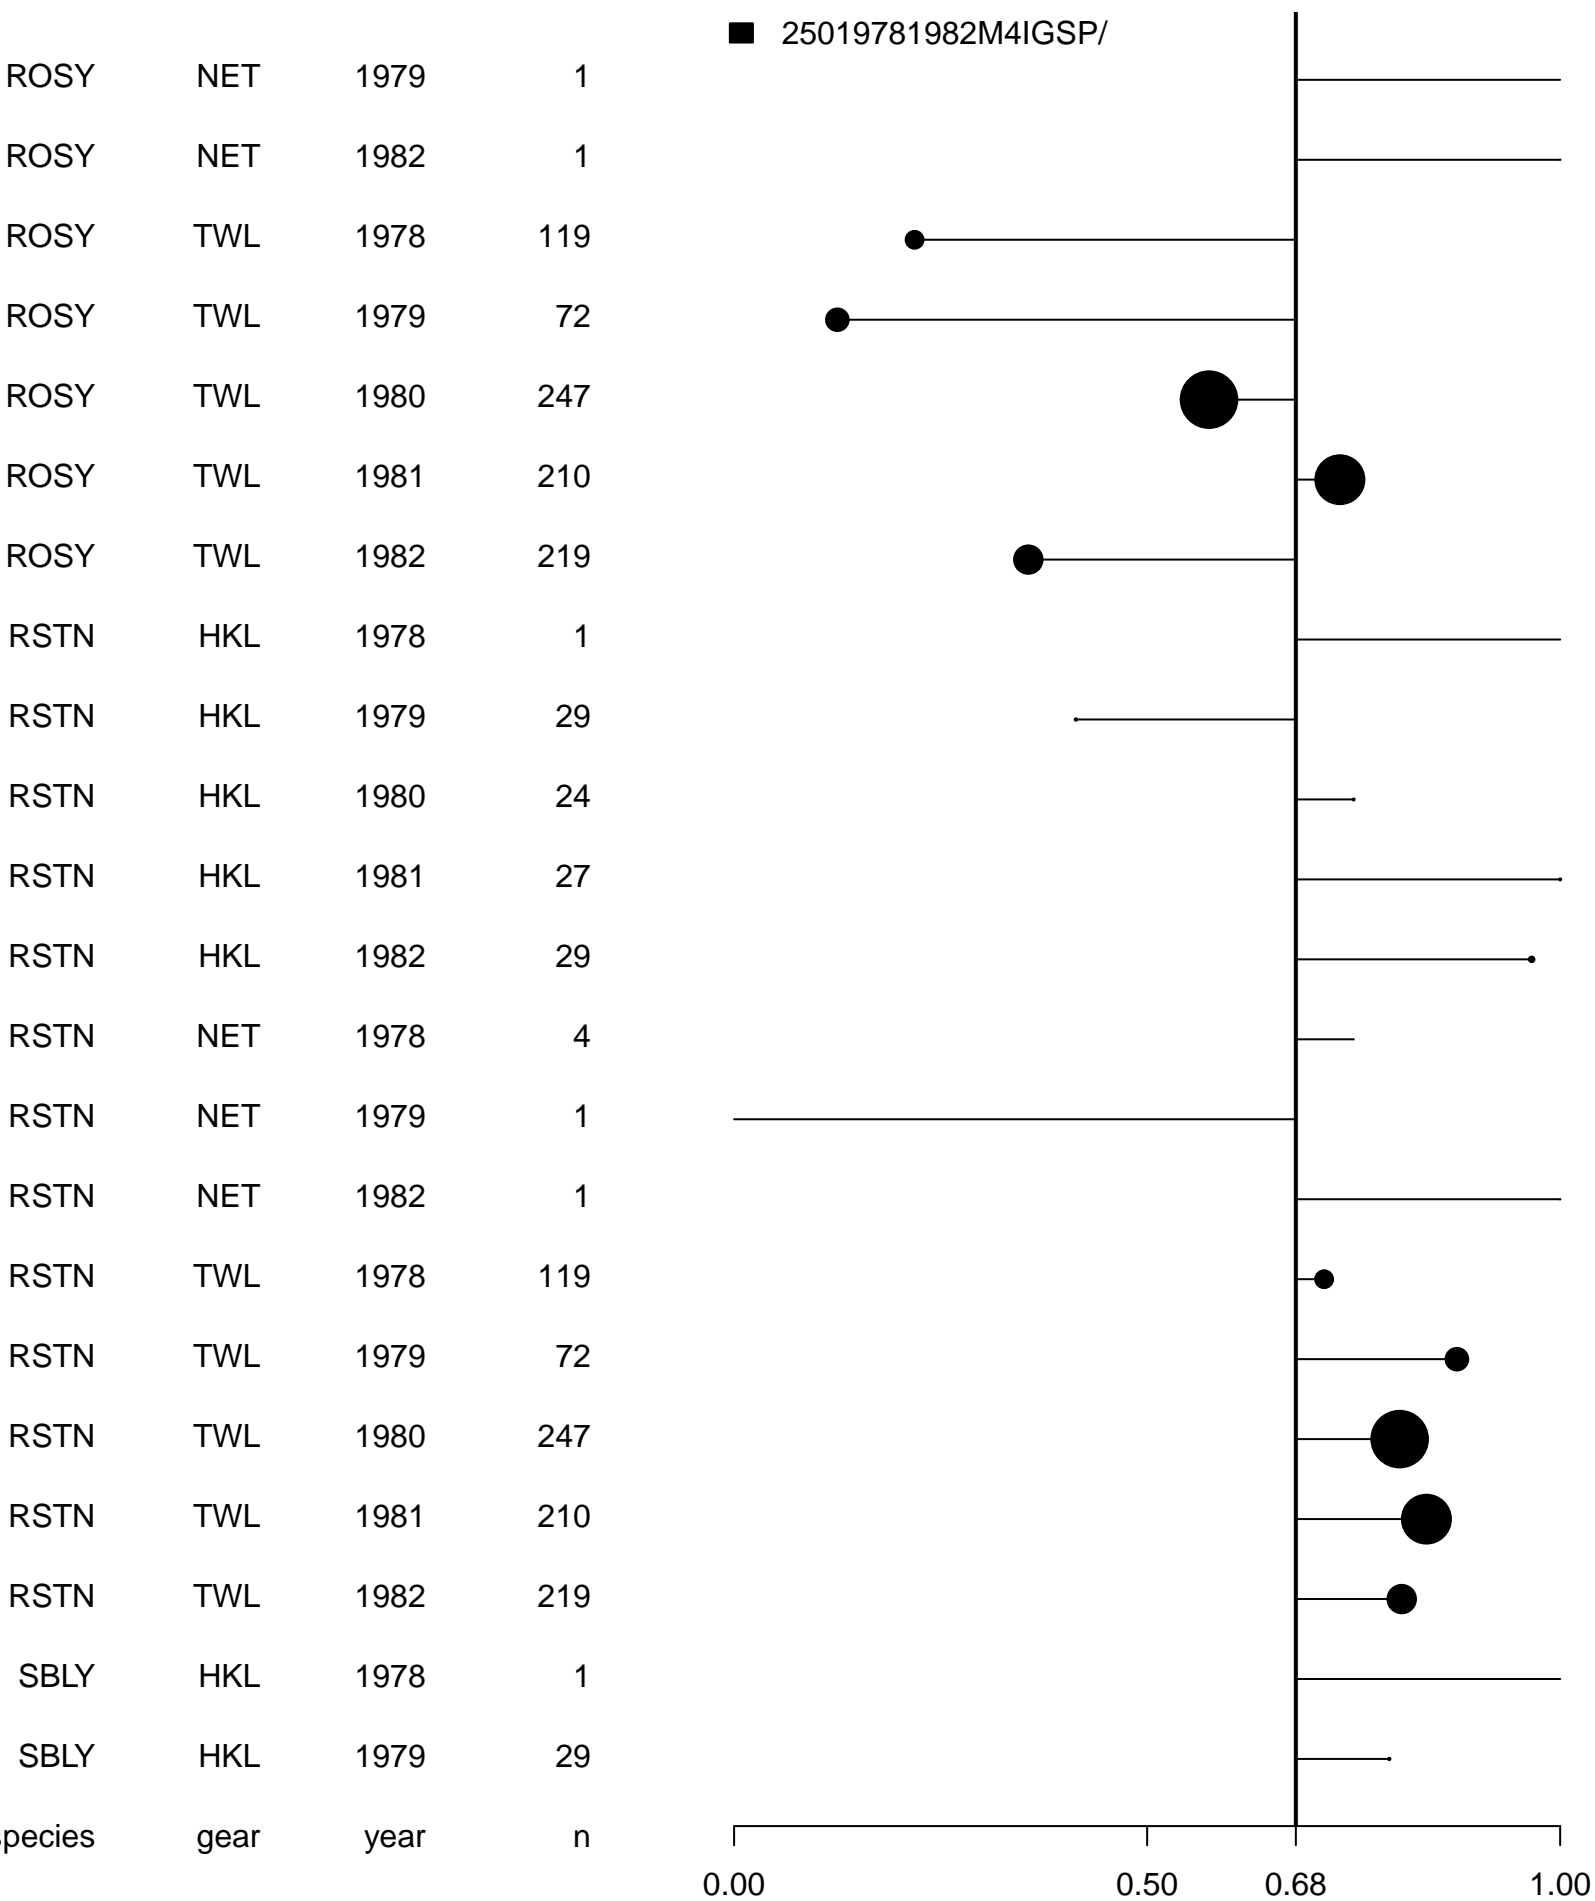 25019781982M4IGSP/
ROSY NET 1979 1
ROSY NET 1982 1
ROSY TWL 1978 119
ROSY TWL 1979 72
ROSY TWL 1980 247
ROSY TWL 1981 210
ROSY TWL 1982 219
RSTN HKL 1978 1
RSTN HKL 1979 29
RSTN HKL 1980 24
RSTN HKL 1981 27
RSTN HKL 1982 29
RSTN NET 1978 4
RSTN NET 1979 1
RSTN NET 1982 1
RSTN TWL 1978 119
RSTN TWL 1979 72
RSTN TWL 1980 247
RSTN TWL 1981 210
RSTN TWL 1982 219
SBLY HKL 1978 1
SBLY HKL 1979 29
species gear year n
0.00 0.50 0.68 1.00